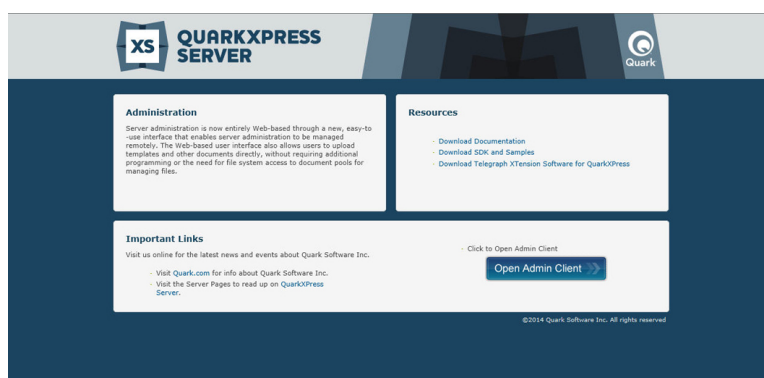 XS
QUARKXPRESS
SERVER
Quark
Administration
Server administration is now entirely Web-based through a new, easy-to
-use interface that enables server administration to be managed
remotely. The Web-based user interface also allows users to upload
templates and other documents directly, without requiring additional
programming or the need for file system access to document pools for
managing files.
Resources
- Download Documentation
- Download SDK and Samples
- Download Telegraph XTension Software for QuarkXPress
Important Links
Visit us online for the latest news and events about Quark Software Inc.
- Visit Quark.com for info about Quark Software Inc.
- Visit the Server Pages to read up on QuarkXPress
Server.
- Click to Open Admin Client
Open Admin Client
©2014 Quark Software Inc. All rights reserved